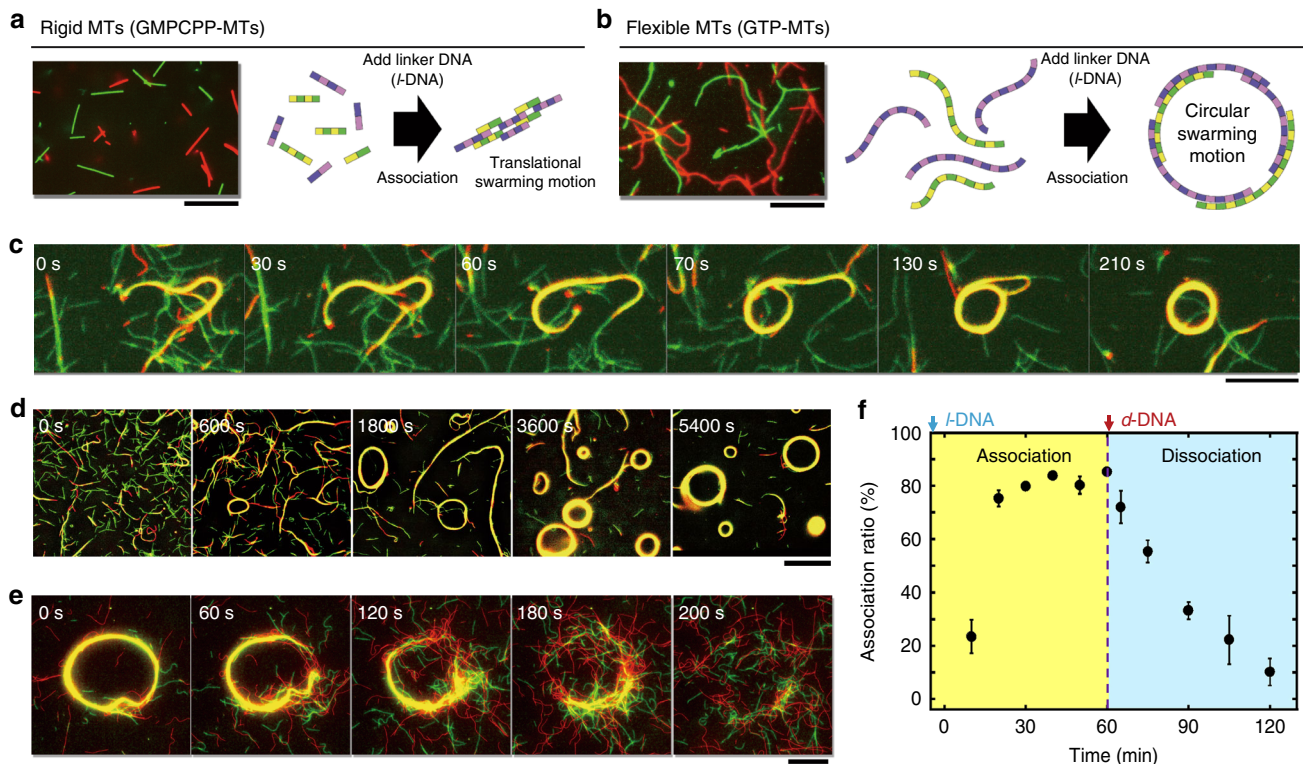 a Rigid MTs (GMPCPP-MTs)
Add linker DNA
(l-DNA)
Association
Translational
swarming motion
b Flexible MTs (GTP-MTs)
Add linker DNA
(l-DNA)
Association
Circular
swarming
motion
c
0 s 30 s 60 s 70 s 130 s 210 s
d
0 s 600 s 1800 s 3600 s 5400 s
e
0 s 60 s 120 s 180 s 200 s
f
l-DNA d-DNA
Association Dissociation
Association ratio (%)
100
80
60
40
20
0
0 30 60 90 120
Time (min)